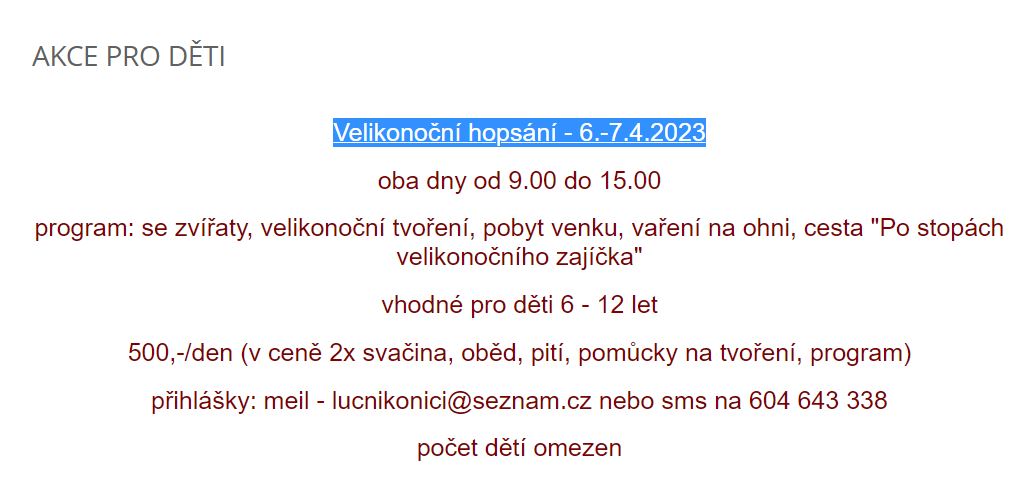 AKCE PRO DĚTI
Velikonoční hopsání - 6.-7.4.2023
oba dny od 9.00 do 15.00
program: se zvířaty, velikonoční tvoření, pobyt venku, vaření na ohni, cesta "Po stopách
velikonočního zajíčka"
vhodné pro děti 6 - 12 let
500,-/den (v ceně 2x svačina, oběd, pití, pomůcky na tvoření, program)
přihlášky: meil - lucnikonici@seznam.cz nebo sms na 604 643 338
počet dětí omezen